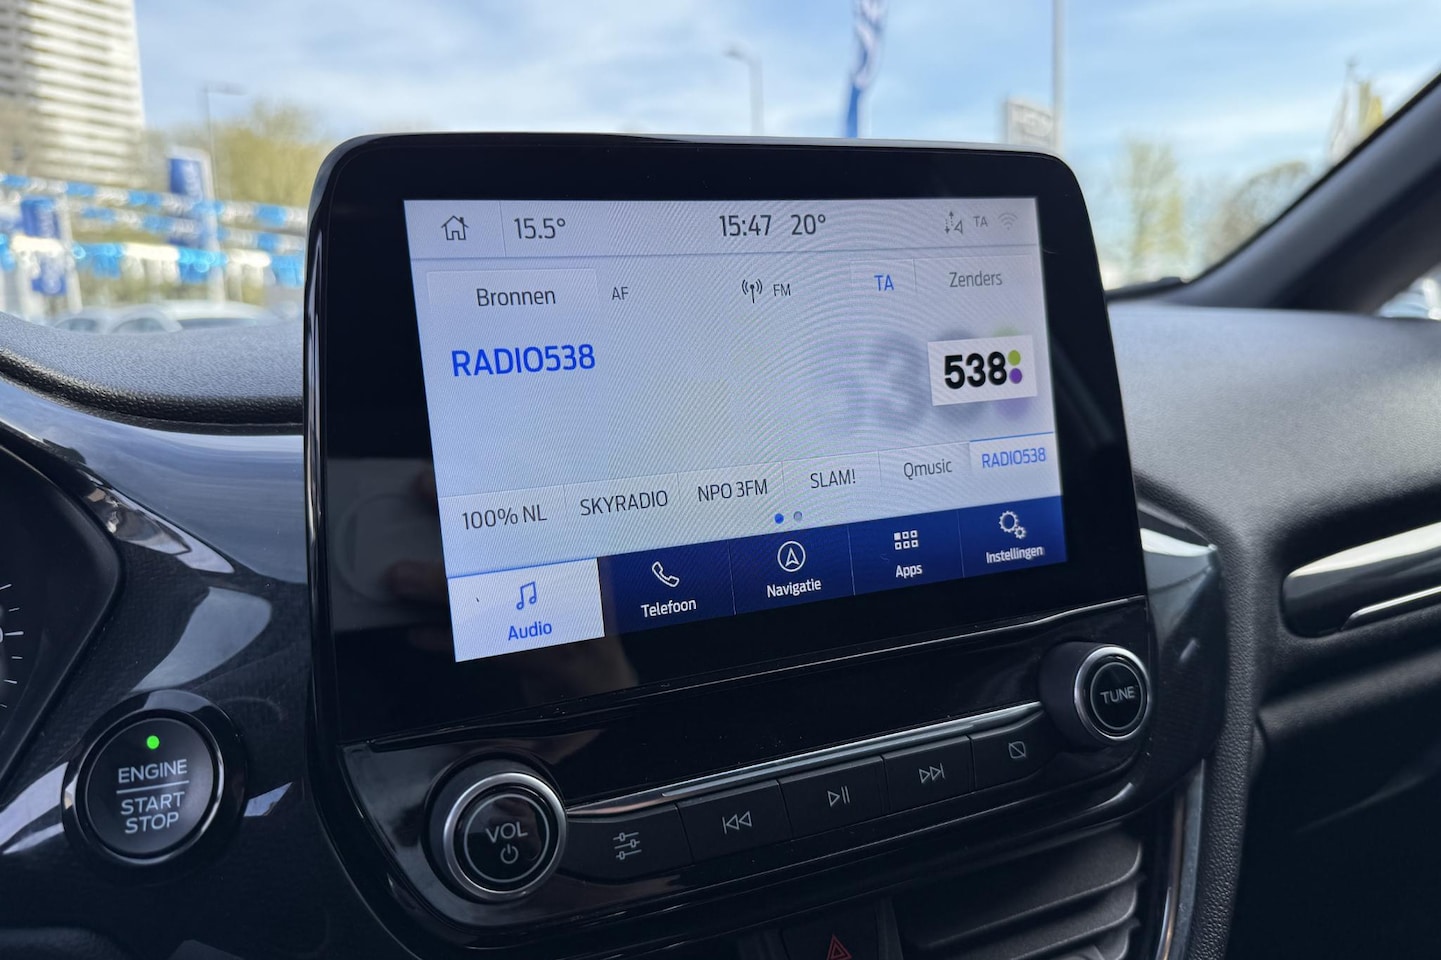 15.5° 15:47 20° TA
Bronnen AF FM TA Zenders
RADIO538
538
100% NL SKYRADIO NPO 3FM SLAM! Qmusic RADIO538
Audio Telefoon Navigatie Apps Instellingen
ENGINE
START
STOP
VOL
TUNE